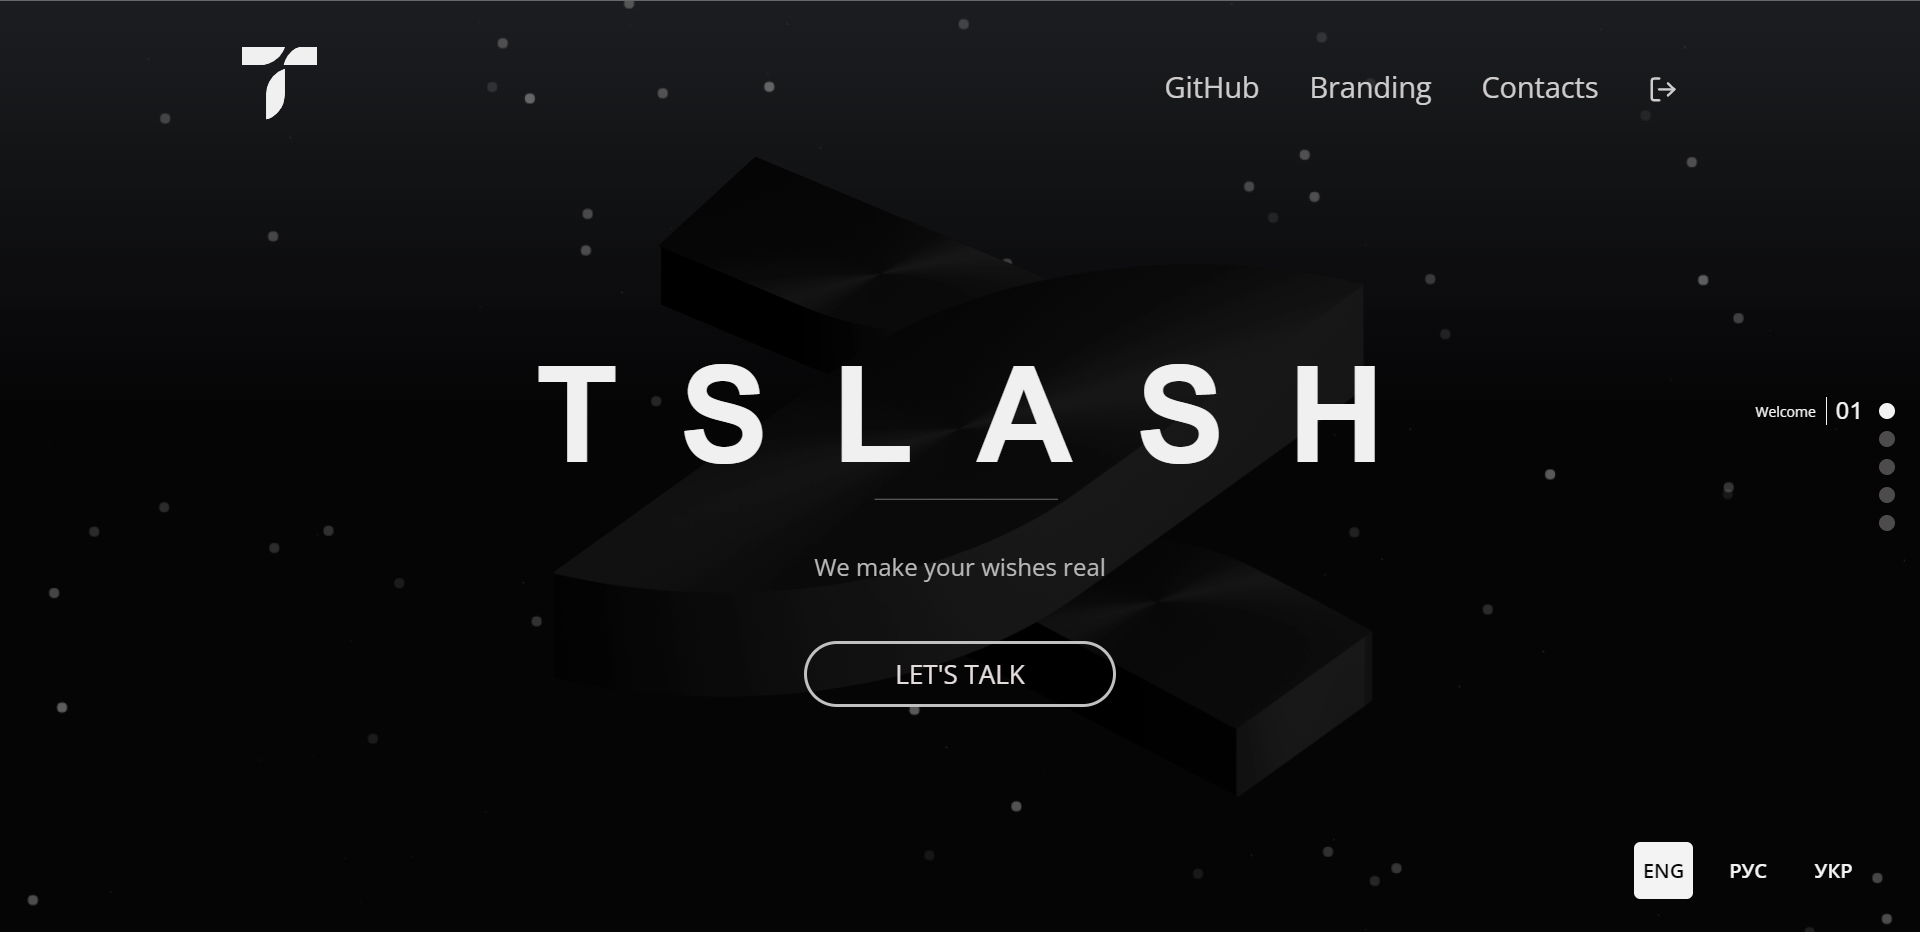 GitHub Branding Contacts
TSLASH
Welcome 01
We make your wishes real
LET'S TALK
ENG РУС УКР